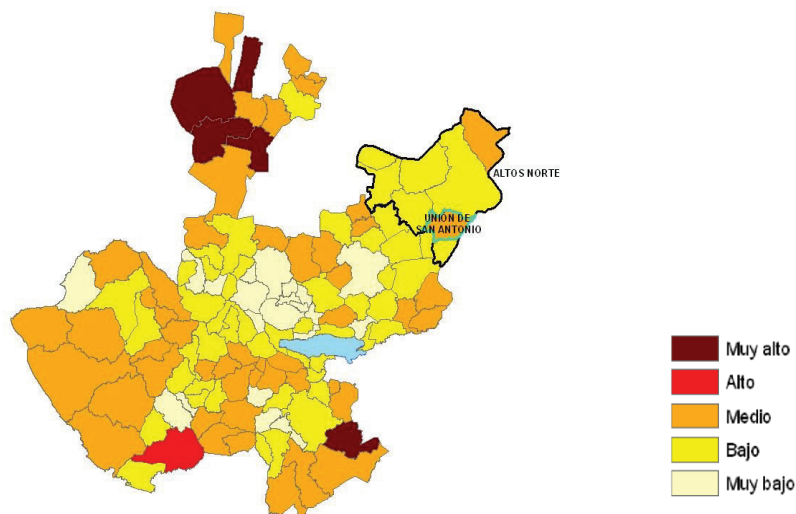 ALTOS NORTE
UNIÓN DE
SAN ANTONIO
Muy alto
Alto
Medio
Bajo
Muy bajo